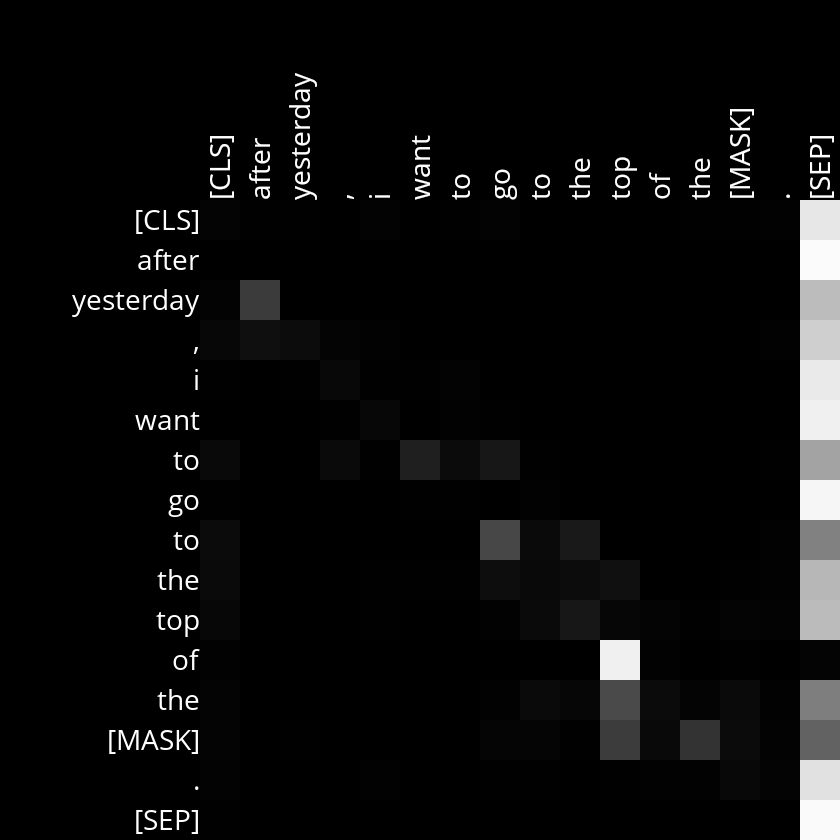 [CLS] after yesterday , i want to go to the top of the [MASK] . [SEP]
[CLS]
after
yesterday
,
i
want
to
go
to
the
top
of
the
[MASK]
.
[SEP]